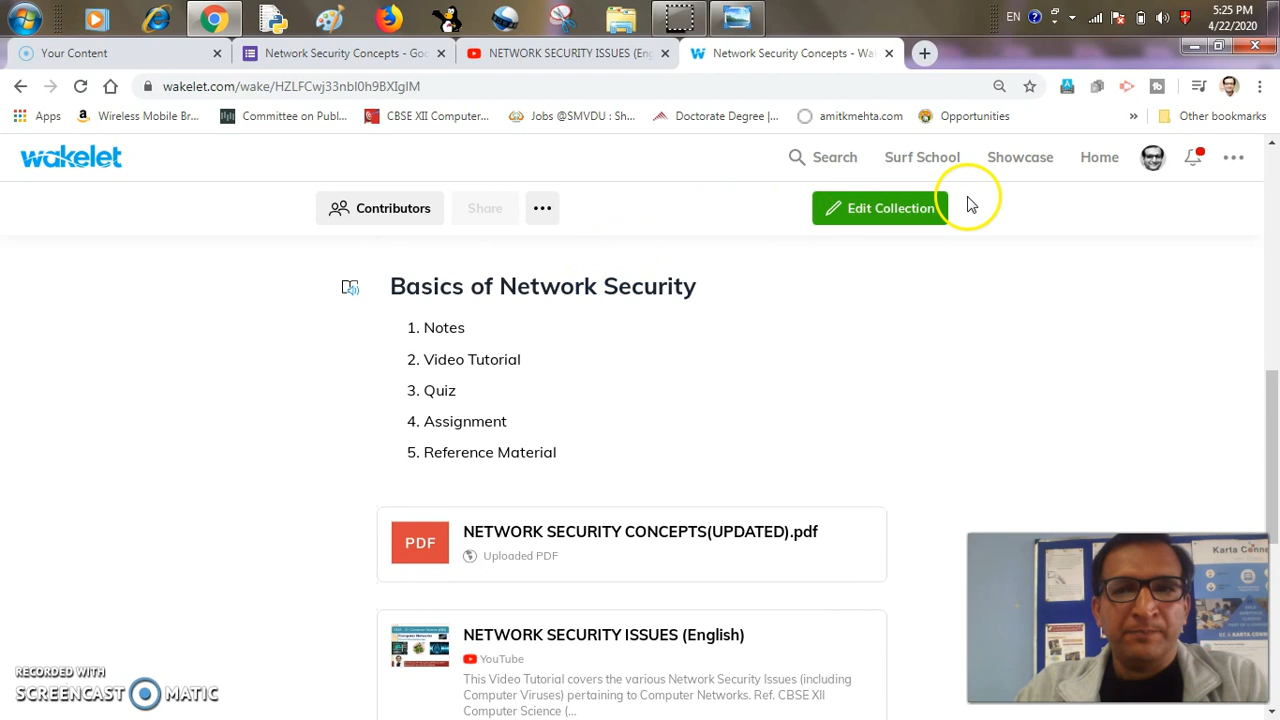 EN
5:25 PM
4/22/2020
Your Content
Network Security Concepts - Goo
NETWORK SECURITY ISSUES (Eng
Network Security Concepts - Wa
wakelet.com/wake/HZLFCwj33nbI0h9BXIgIM
Apps
Wireless Mobile Br...
Committee on Publ...
CBSE XII Computer...
Jobs @SMVDU : Sh...
Doctorate Degree |...
amitkmehta.com
Opportunities
»
Other bookmarks
wakelet
Search
Surf School
Showcase
Home
Contributors
Share
Edit Collection
Basics of Network Security
1. Notes
2. Video Tutorial
3. Quiz
4. Assignment
5. Reference Material
PDF
NETWORK SECURITY CONCEPTS(UPDATED).pdf
Uploaded PDF
NETWORK SECURITY ISSUES (English)
YouTube
This Video Tutorial covers the various Network Security Issues (including
Computer Viruses) pertaining to Computer Networks. Ref. CBSE XII
Computer Science (...
Karta Conne
RECORDED WITH
SCREENCAST MATIC